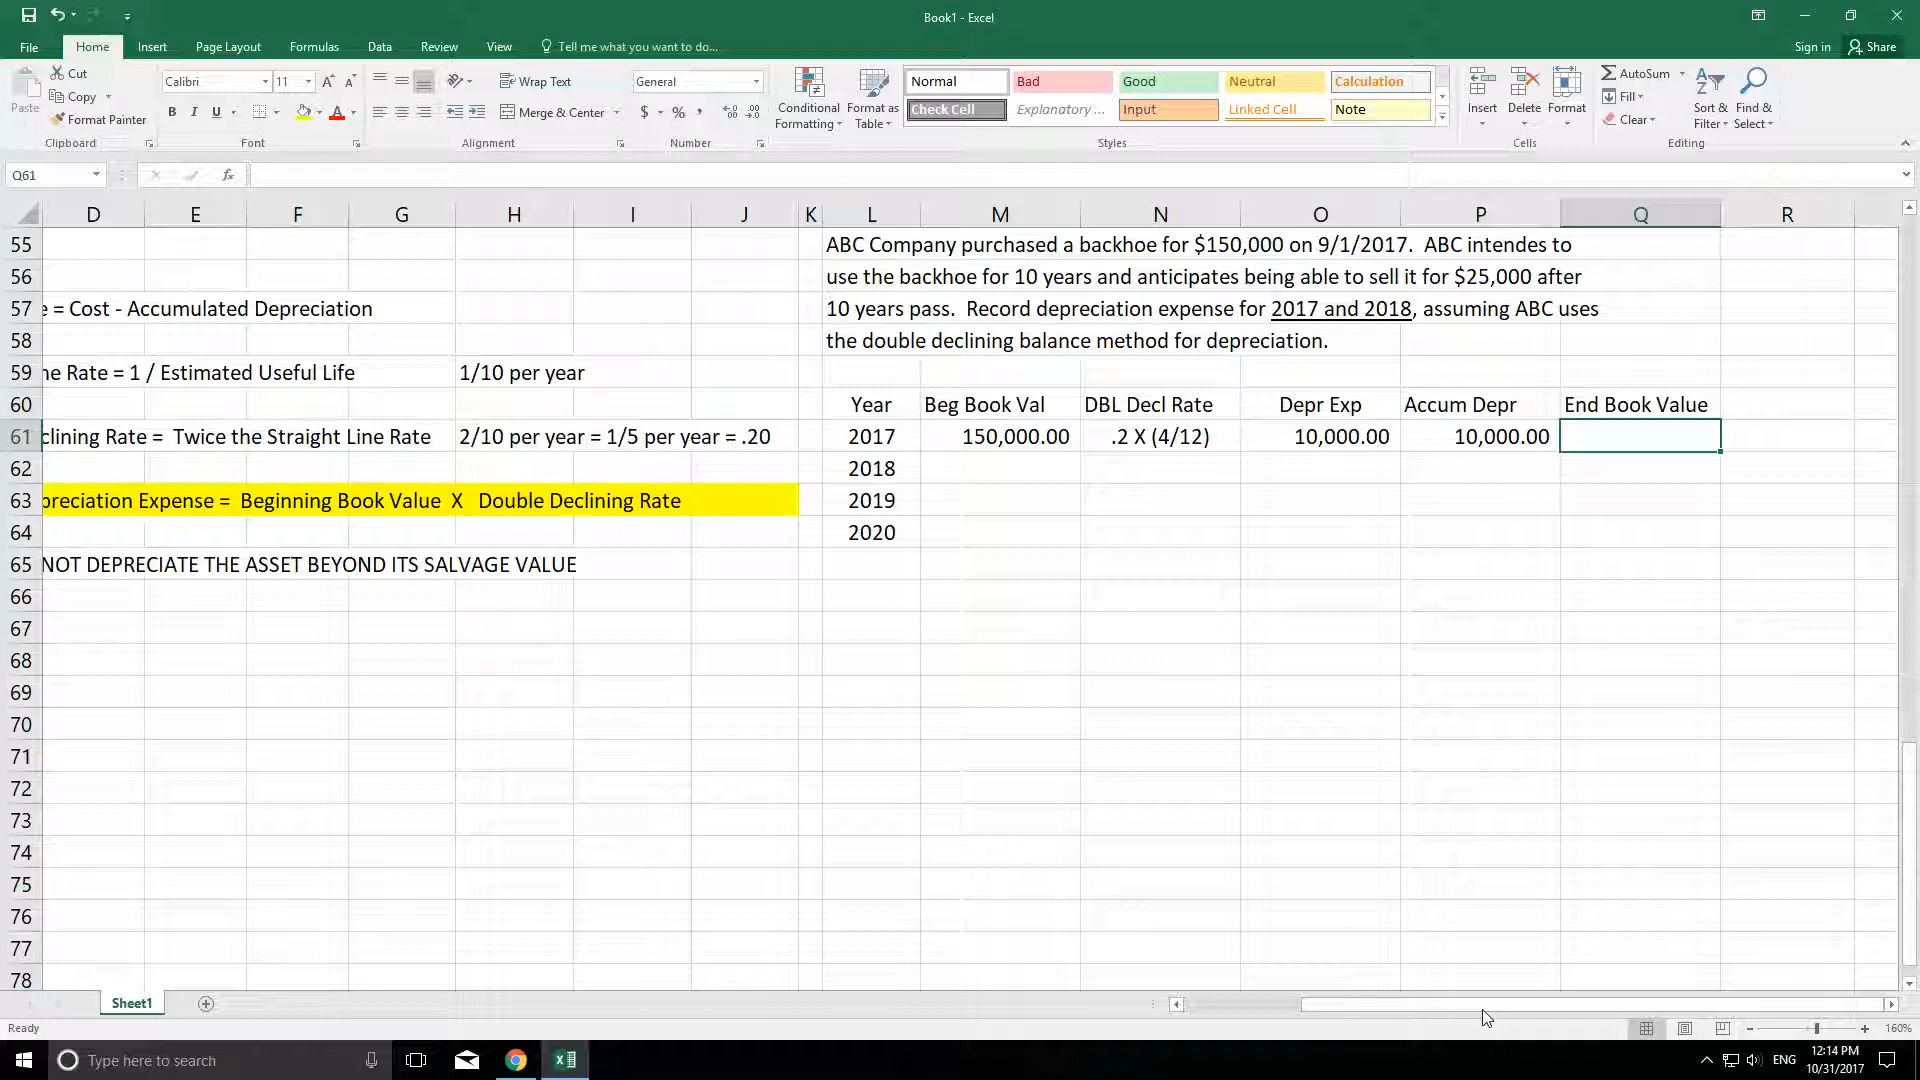 Book1 - Excel
File Home Insert Page Layout Formulas Data Review View Tell me what you want to do... Sign in Share
Paste Cut Copy Format Painter
Clipboard
Calibri 11
B I U
Font
Wrap Text
Merge & Center
Alignment
General
$ % ,
Number
Conditional Formatting Format as Table
Normal Bad Good Neutral Calculation
Check Cell Explanatory ... Input Linked Cell Note
Styles
Insert Delete Format
Cells
AutoSum
Fill
Clear
Sort & Filter Find & Select
Editing
Q61 fx
D E F G H I J K L M N O P Q R
55 ABC Company purchased a backhoe for $150,000 on 9/1/2017. ABC intendes to
56 use the backhoe for 10 years and anticipates being able to sell it for $25,000 after
57 e = Cost - Accumulated Depreciation 10 years pass. Record depreciation expense for 2017 and 2018, assuming ABC uses
58 the double declining balance method for depreciation.
59 ne Rate = 1 / Estimated Useful Life 1/10 per year
60 Year Beg Book Val DBL Decl Rate Depr Exp Accum Depr End Book Value
61 clining Rate = Twice the Straight Line Rate 2/10 per year = 1/5 per year = .20 2017 150,000.00 .2 X (4/12) 10,000.00 10,000.00
62 2018
63 preciation Expense = Beginning Book Value X Double Declining Rate 2019
64 2020
65 NOT DEPRECIATE THE ASSET BEYOND ITS SALVAGE VALUE
66
67
68
69
70
71
72
73
74
75
76
77
78
Sheet1
Ready 160%
Type here to search ENG 12:14 PM
10/31/2017